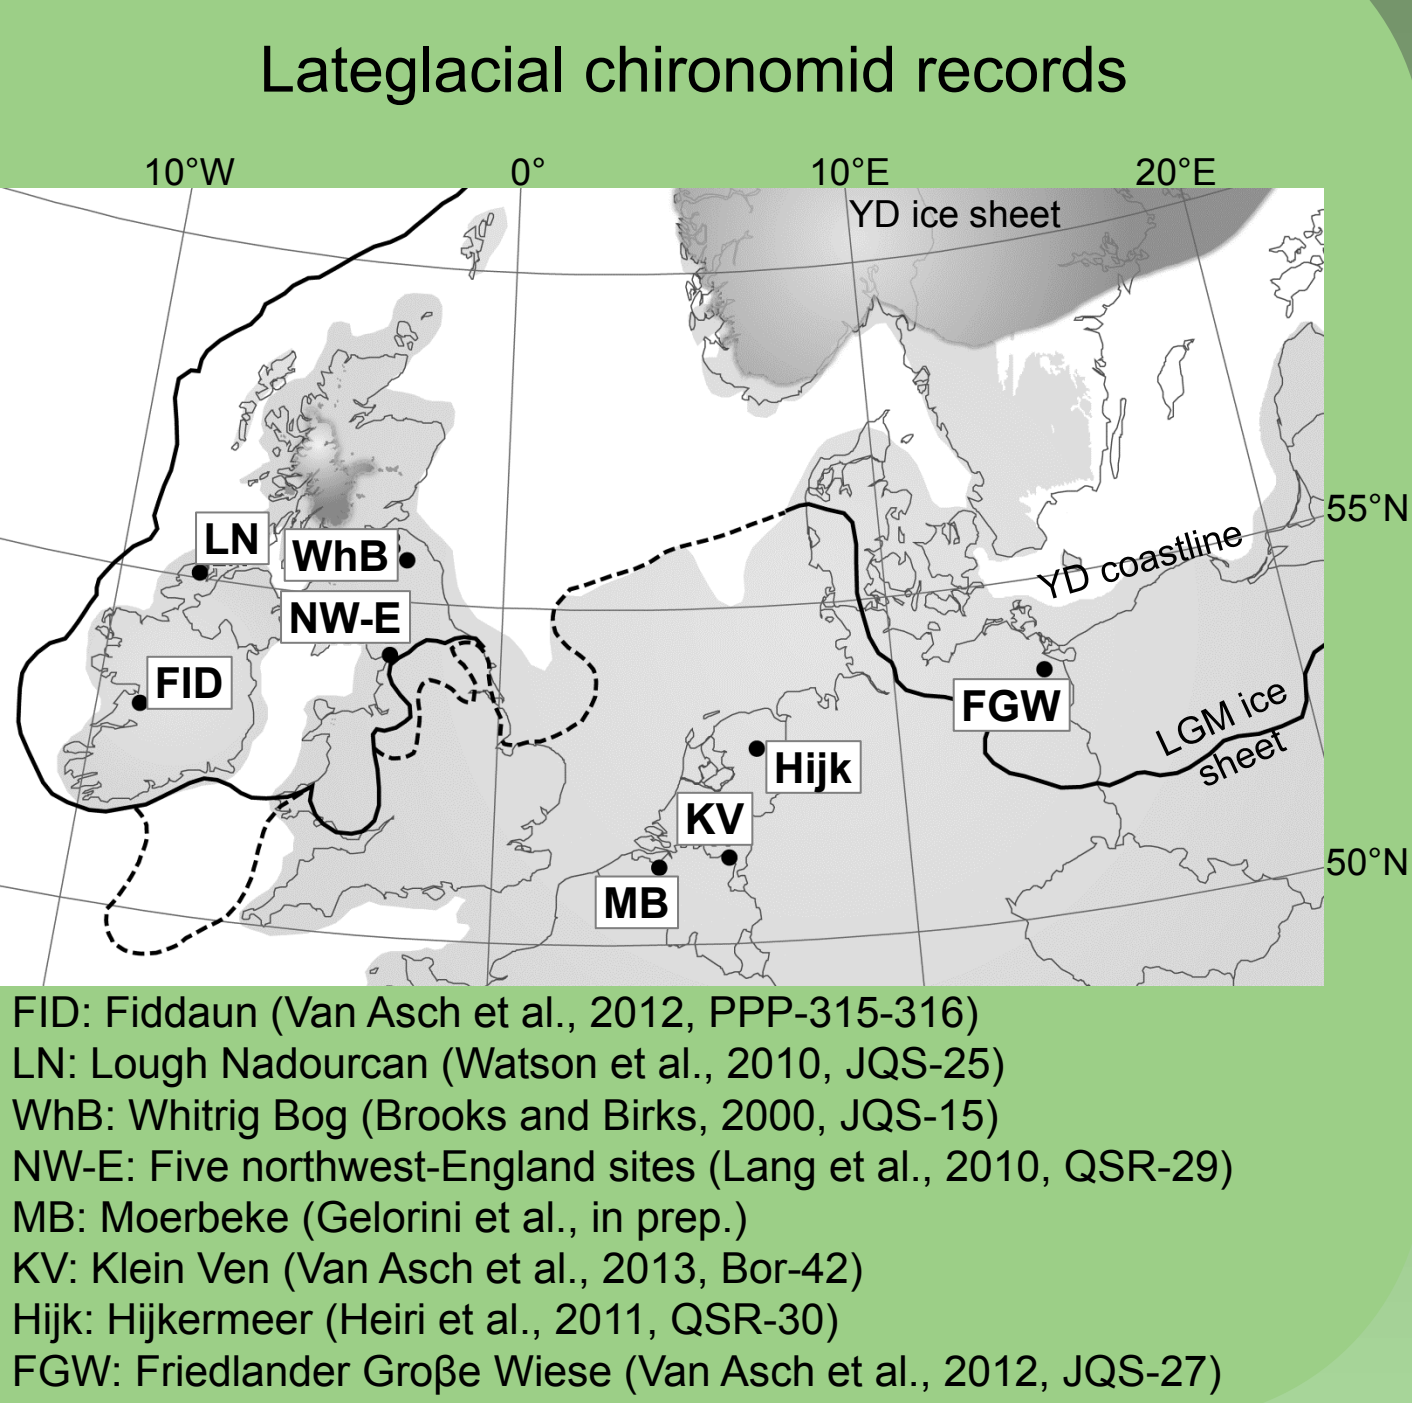 Lateglacial chironomid records
10°W 0° 10°E 20°E
YD ice sheet
55°N
LN
WhB
YD coastline
NW-E
FID
FGW
LGM ice
sheet
Hijk
KV
50°N
MB
FID: Fiddaun (Van Asch et al., 2012, PPP-315-316)
LN: Lough Nadourcan (Watson et al., 2010, JQS-25)
WhB: Whitrig Bog (Brooks and Birks, 2000, JQS-15)
NW-E: Five northwest-England sites (Lang et al., 2010, QSR-29)
MB: Moerbeke (Gelorini et al., in prep.)
KV: Klein Ven (Van Asch et al., 2013, Bor-42)
Hijk: Hijkermeer (Heiri et al., 2011, QSR-30)
FGW: Friedlander Groβe Wiese (Van Asch et al., 2012, JQS-27)